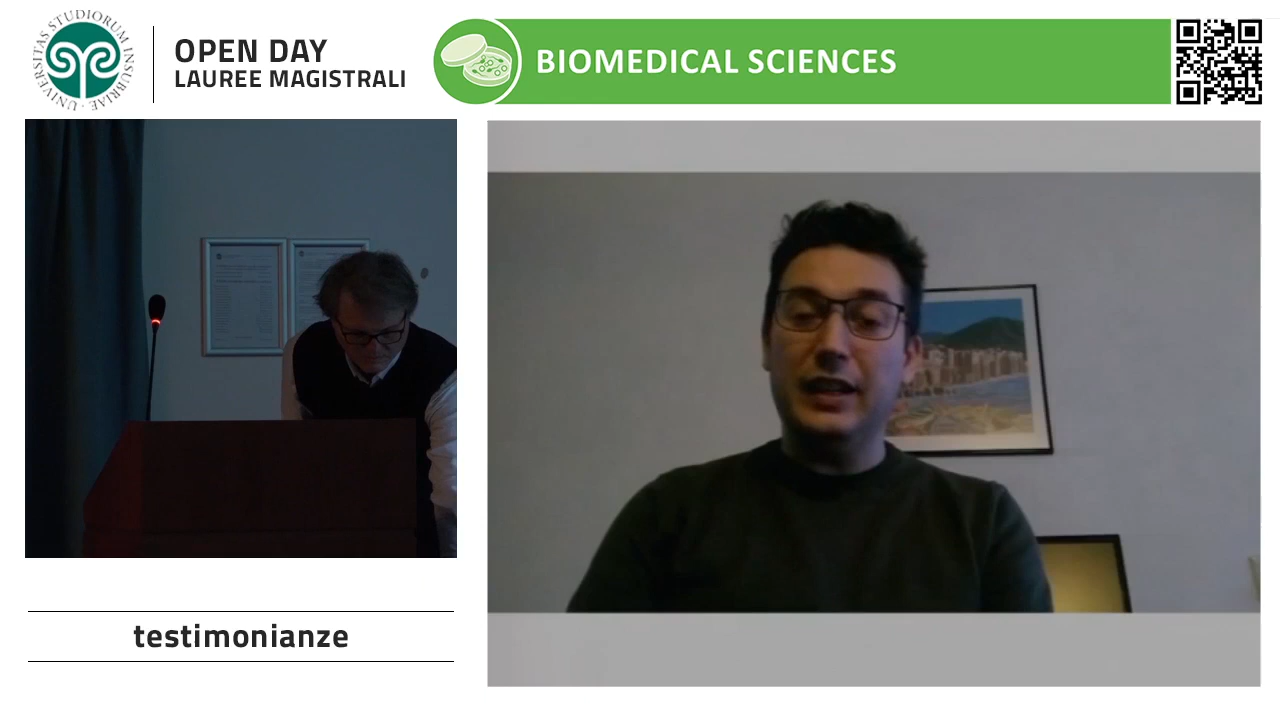 UNIVERSITAS STUDIORUM INSUBRIAE
OPEN DAY
LAUREE MAGISTRALI
BIOMEDICAL SCIENCES
testimonianze